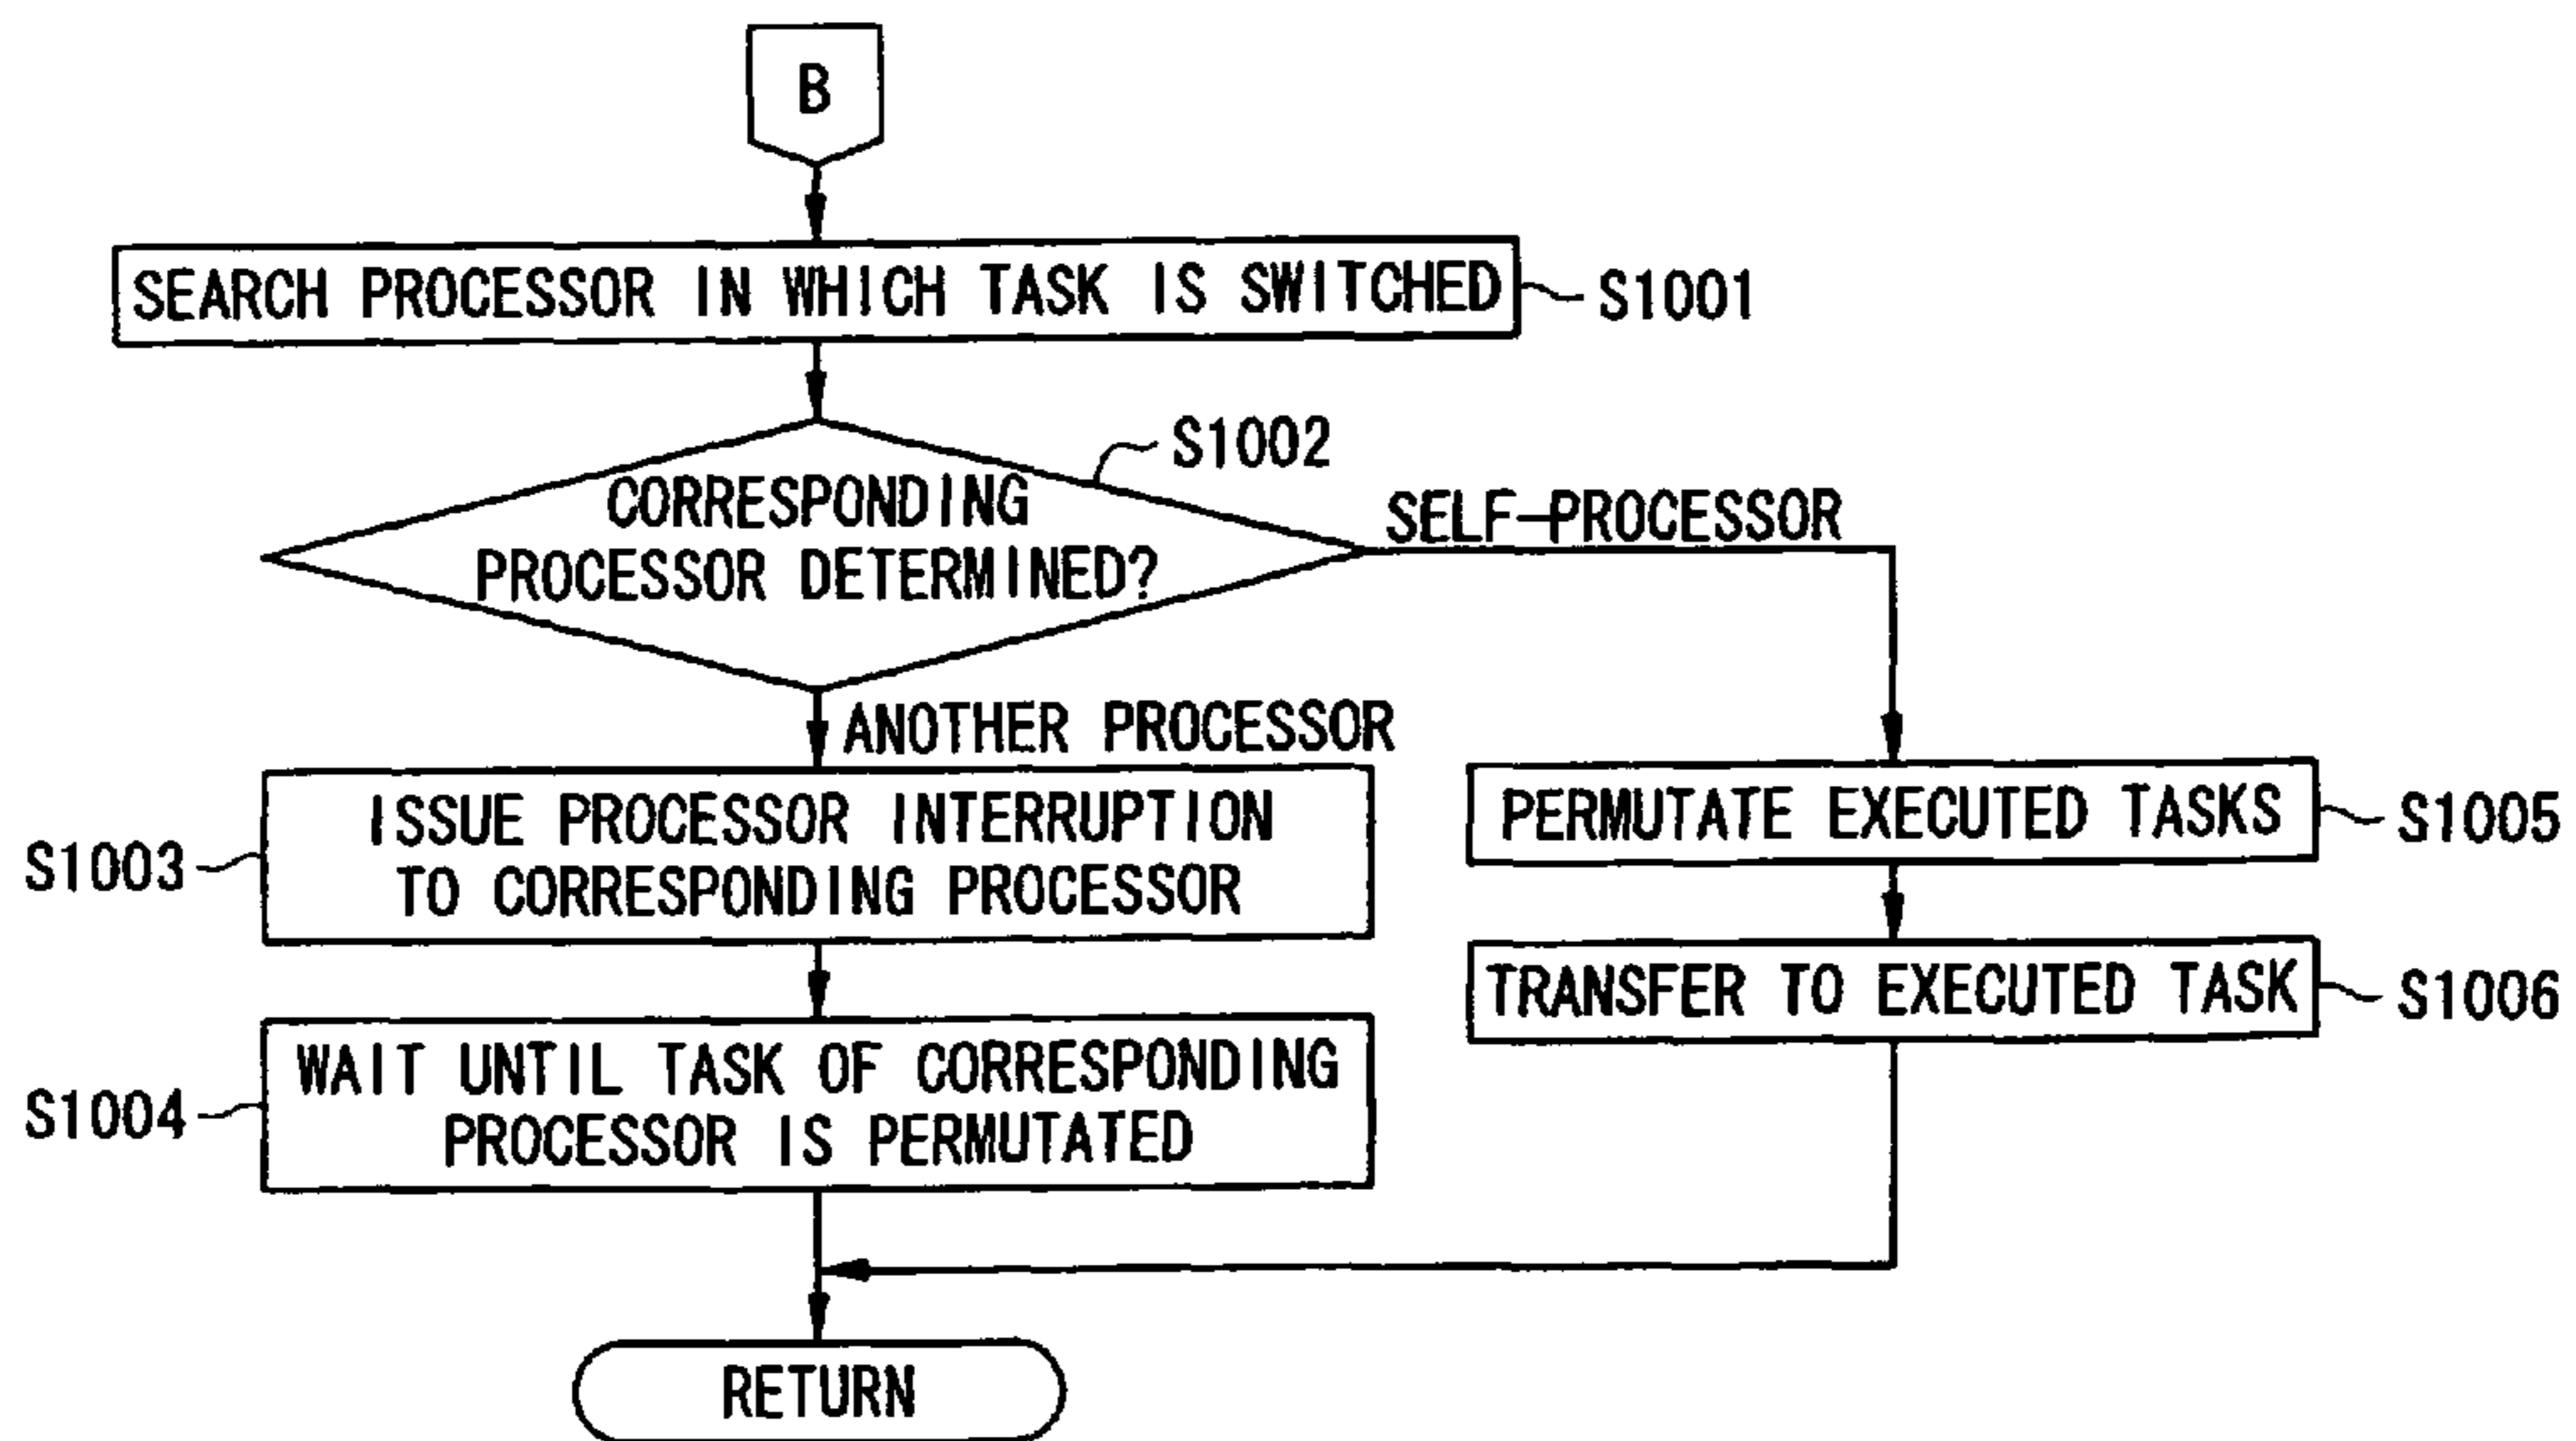 B
SEARCH PROCESSOR IN WHICH TASK IS SWITCHED
S1001
S1002
CORRESPONDING
PROCESSOR DETERMINED?
SELF-PROCESSOR
ANOTHER PROCESSOR
S1003
ISSUE PROCESSOR INTERRUPTION
TO CORRESPONDING PROCESSOR
PERMUTATE EXECUTED TASKS
S1005
TRANSFER TO EXECUTED TASK
S1006
S1004
WAIT UNTIL TASK OF CORRESPONDING
PROCESSOR IS PERMUTATED
RETURN